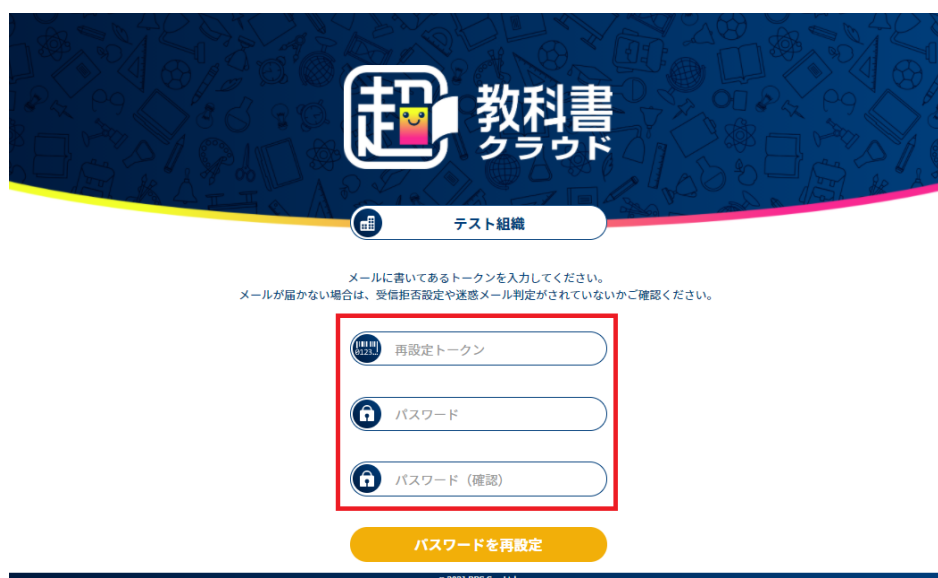 超
教科書
クラウド
テスト組織
メールに書いてあるトークンを入力してください。
メールが届かない場合は、受信拒否設定や迷惑メール判定がされていないかご確認ください。
0123..
再設定トークン
パスワード
パスワード（確認）
パスワードを再設定